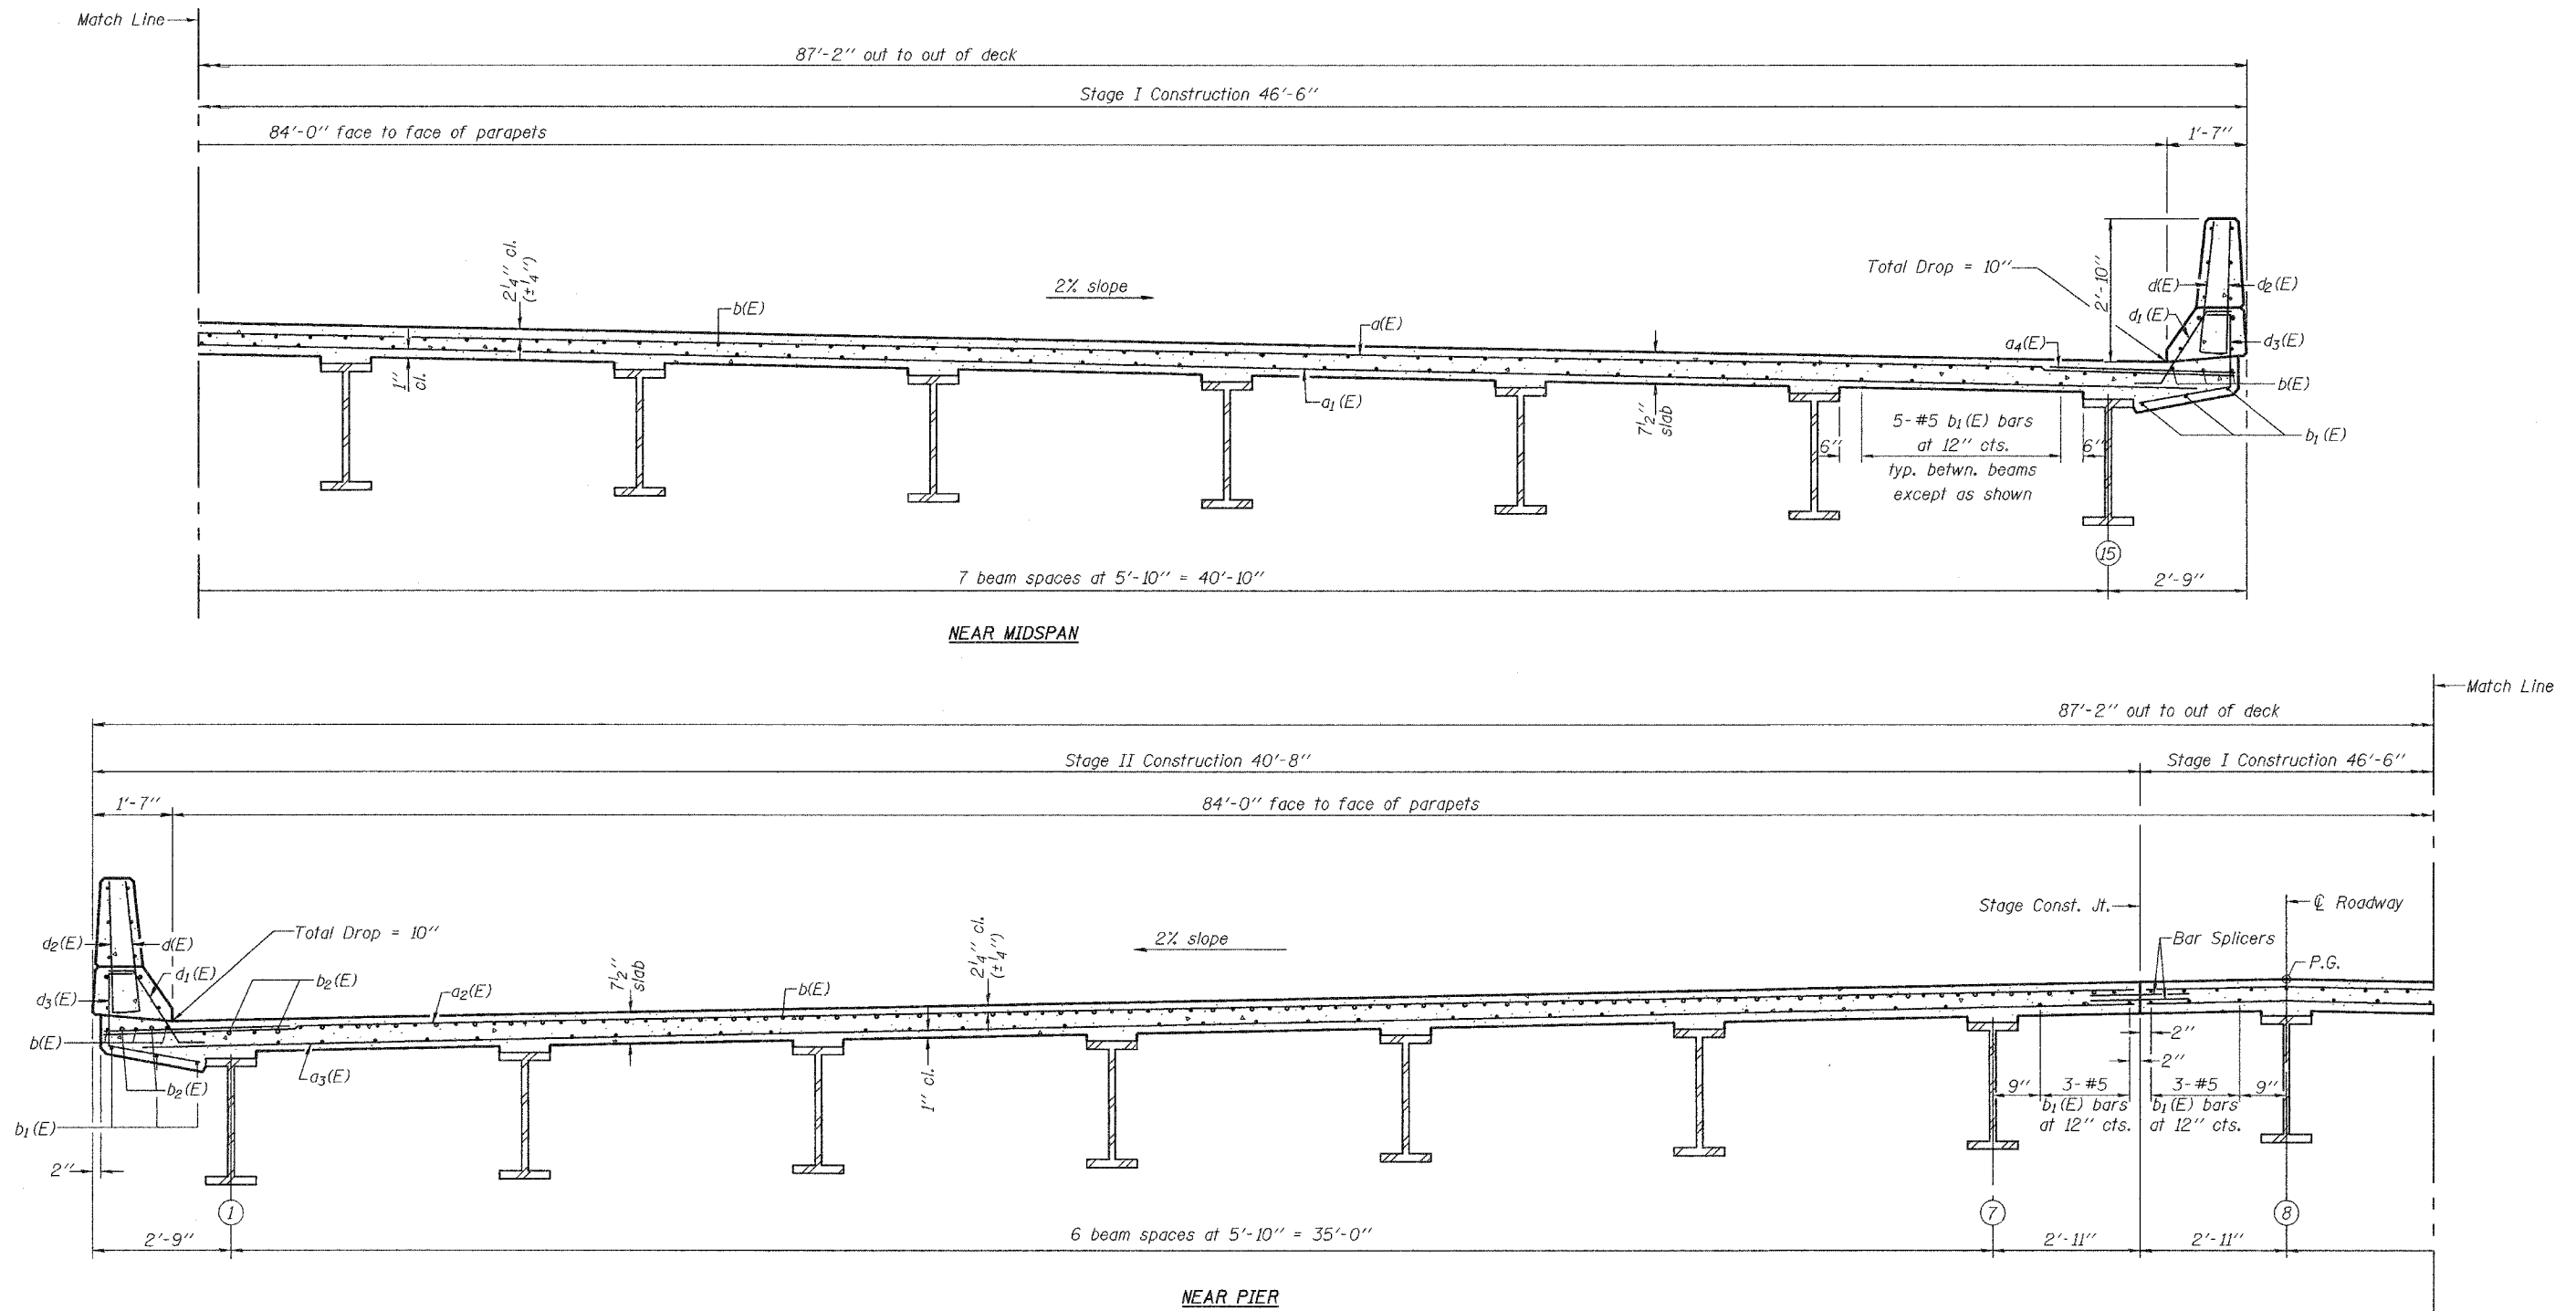 Match Line
87'-2" out to out of deck
Stage I Construction 46'-6"
84'-0" face to face of parapets
1'-7"
2 1/4" cl.
(± 1/4")
b(E)
2% slope
a(E)
Total Drop = 10"
2'-10"
d(E)
d2(E)
d1(E)
a4(E)
d3(E)
1"
cl.
a1(E)
7 1/2"
slab
b(E)
5-#5 b1(E) bars
at 12" cts.
typ. betwn. beams
except as shown
6"
6"
b1(E)
15
7 beam spaces at 5'-10" = 40'-10"
2'-9"
NEAR MIDSPAN
Match Line
87'-2" out to out of deck
Stage II Construction 40'-8"
Stage I Construction 46'-6"
1'-7"
84'-0" face to face of parapets
Stage Const. Jt.
℄ Roadway
Total Drop = 10"
d2(E)
d(E)
2% slope
2 1/4" cl.
(± 1/4")
Bar Splicers
P.G.
d1(E)
b2(E)
a2(E)
7 1/2"
slab
b(E)
d3(E)
b(E)
b2(E)
a3(E)
1" cl.
2"
2"
9"
3-#5
b1(E) bars
at 12" cts.
3-#5
b1(E) bars
at 12" cts.
9"
b1(E)
2"
1
7
8
2'-9"
6 beam spaces at 5'-10" = 35'-0"
2'-11"
2'-11"
NEAR PIER